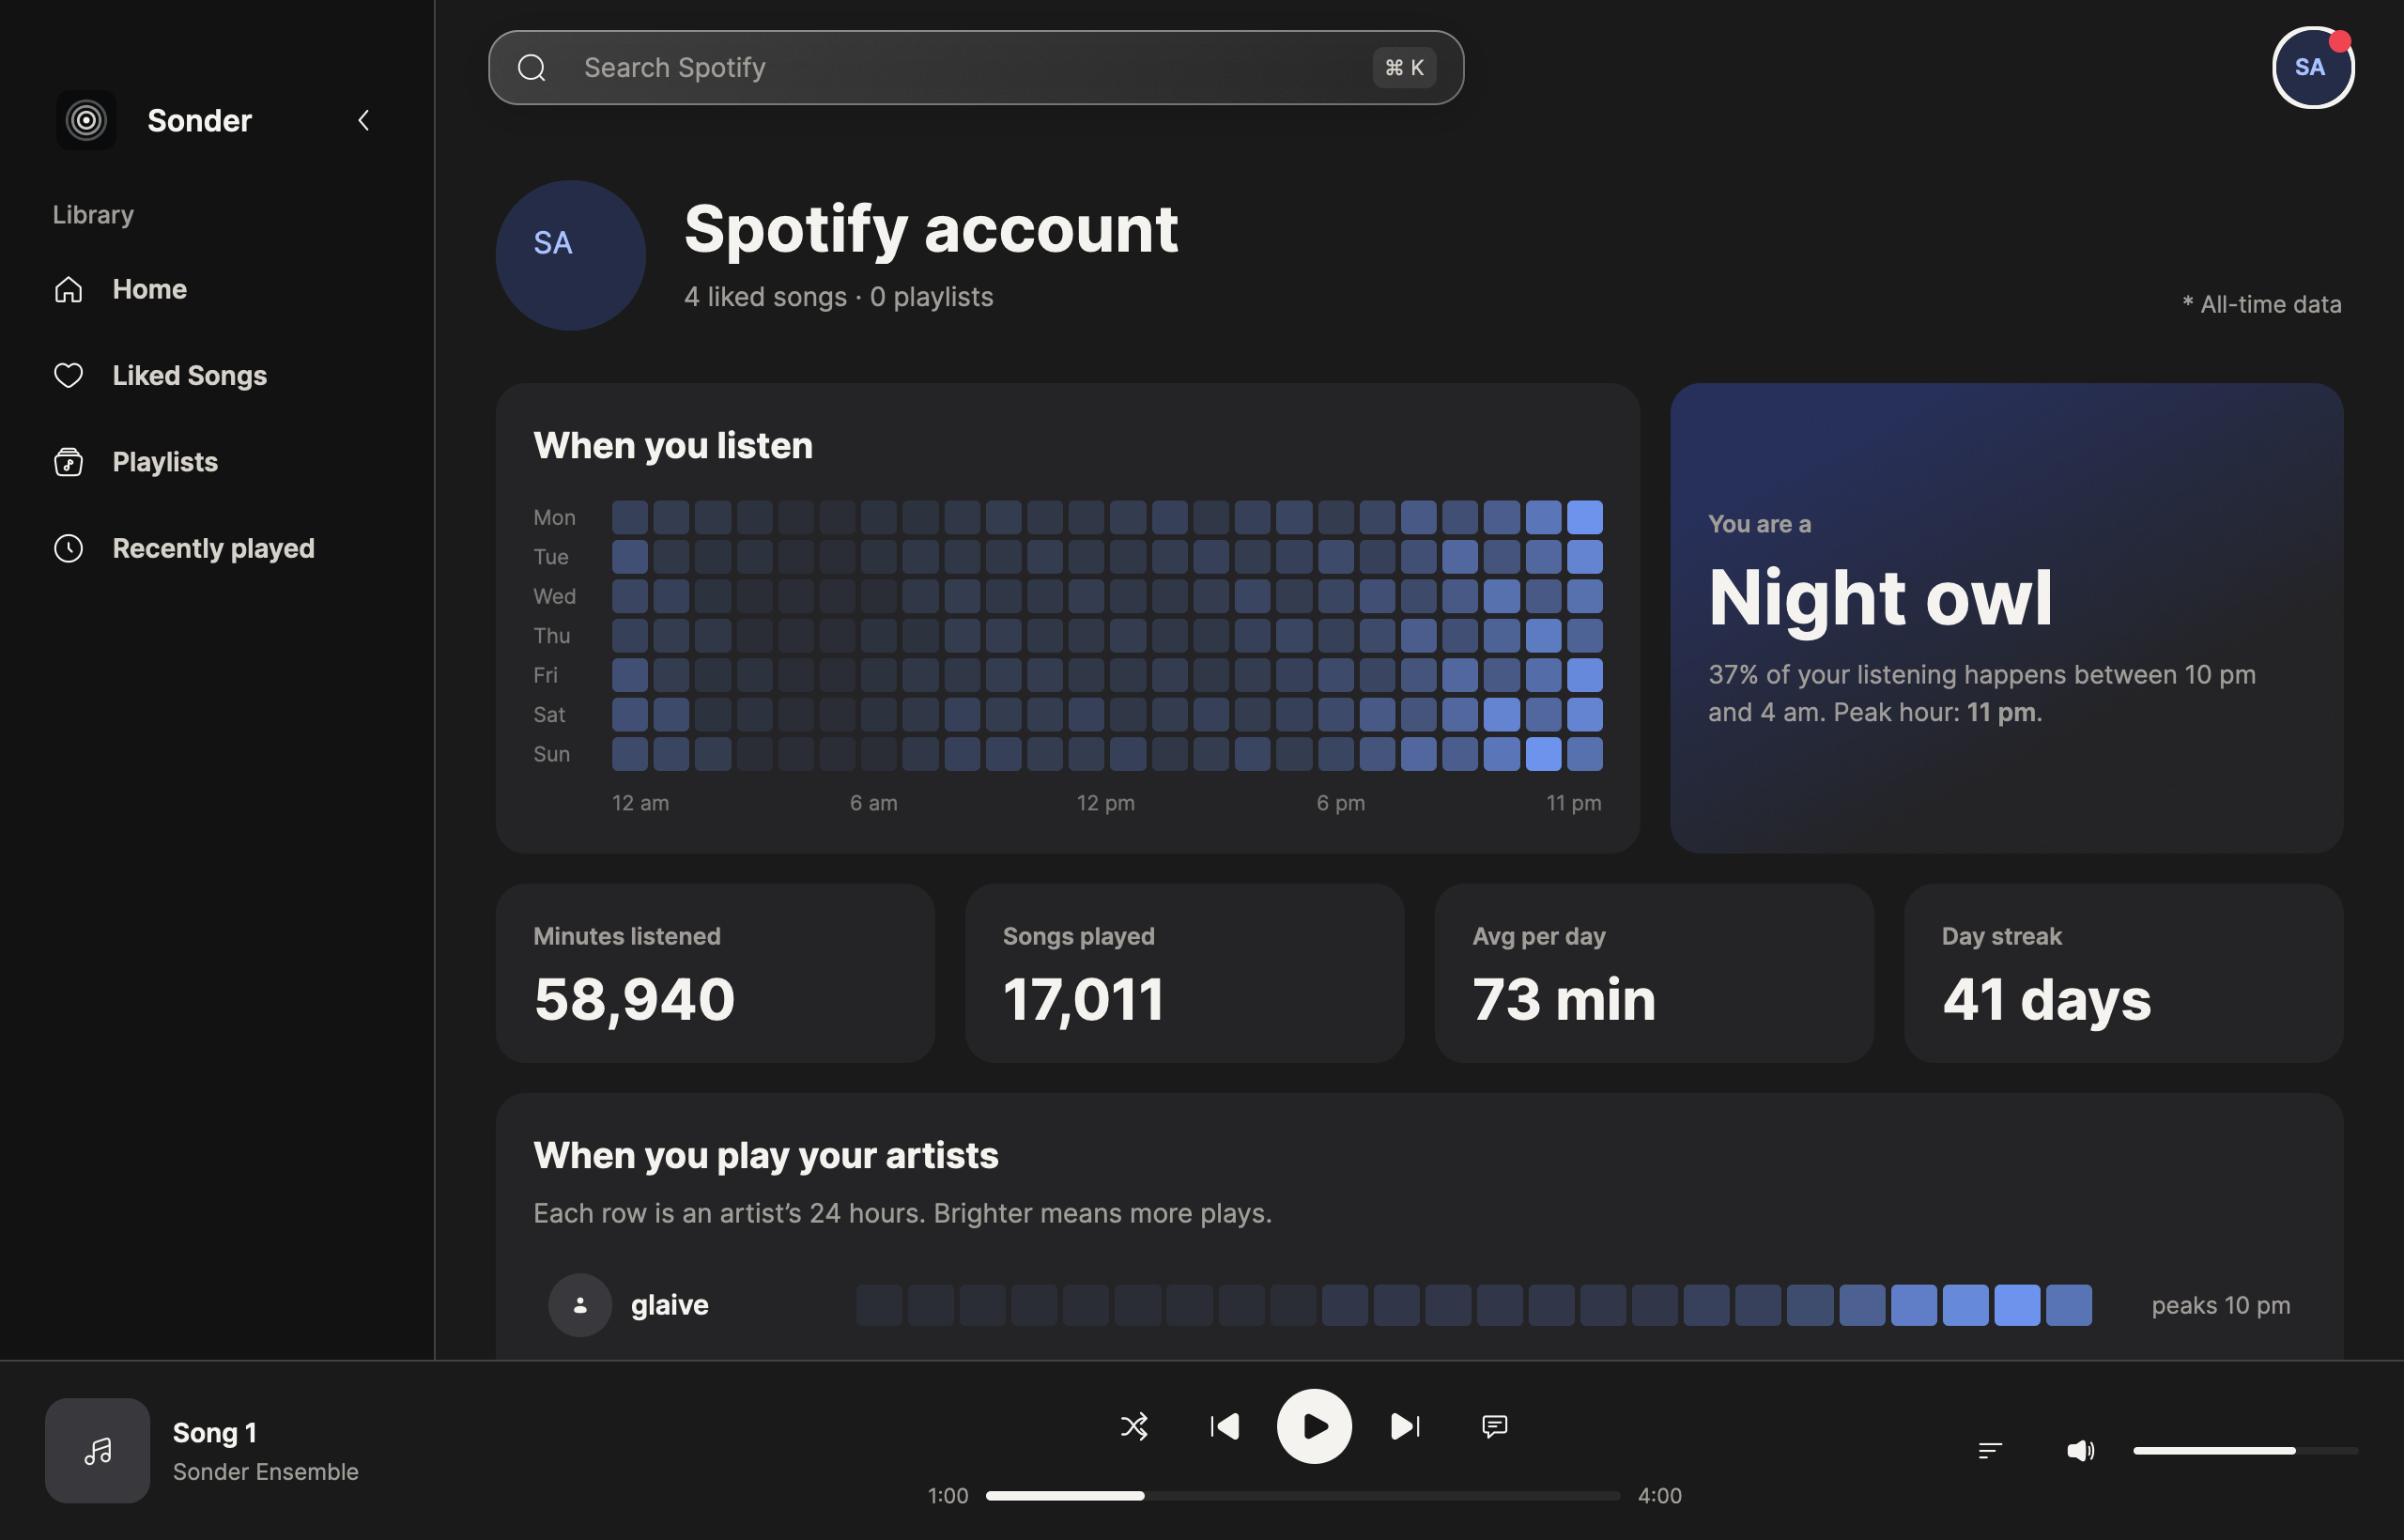 Search Spotify
⌘ K
SA
Sonder
Library
Home
Liked Songs
Playlists
Recently played
SA
Spotify account
4 liked songs · 0 playlists
* All-time data
When you listen
Mon
Tue
Wed
Thu
Fri
Sat
Sun
12 am 6 am 12 pm 6 pm 11 pm
You are a
Night owl
37% of your listening happens between 10 pm
and 4 am. Peak hour: 11 pm.
Minutes listened
58,940
Songs played
17,011
Avg per day
73 min
Day streak
41 days
When you play your artists
Each row is an artist’s 24 hours. Brighter means more plays.
glaive
peaks 10 pm
Song 1
Sonder Ensemble
1:00
4:00